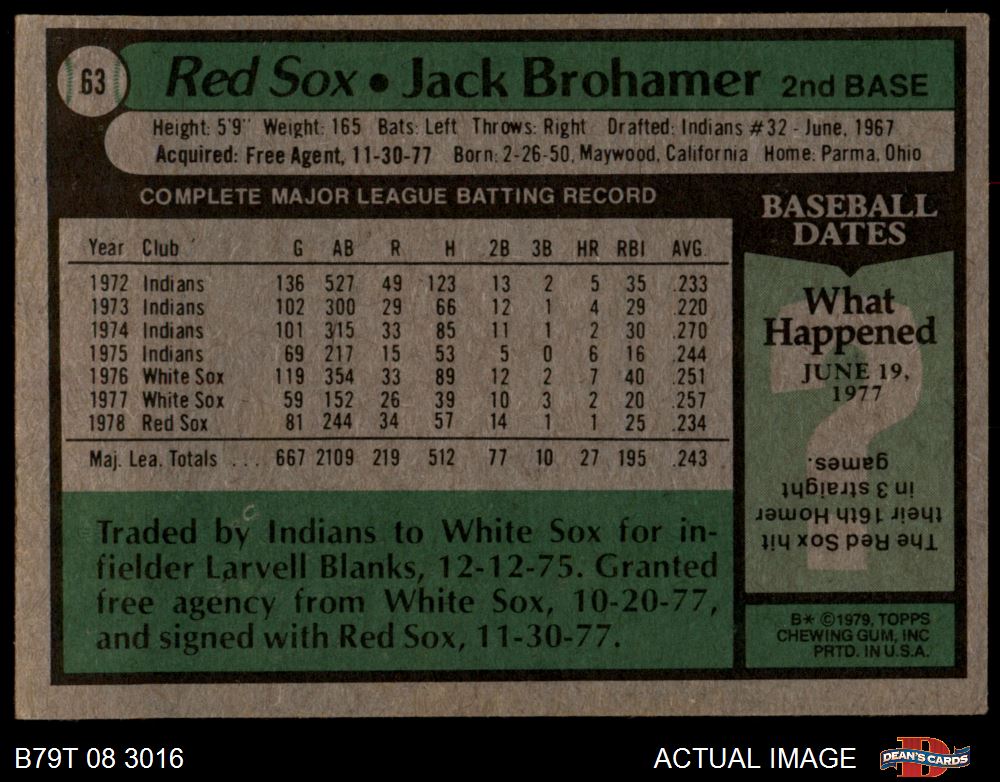 63
Red Sox • Jack Brohamer 2nd BASE
Height: 5'9" Weight: 165 Bats: Left Throws: Right Drafted: Indians #32 - June, 1967
Acquired: Free Agent, 11-30-77 Born: 2-26-50, Maywood, California Home: Parma, Ohio
COMPLETE MAJOR LEAGUE BATTING RECORD
Year Club G AB R H 2B 3B HR RBI AVG.
1972 Indians 136 527 49 123 13 2 5 35 .233
1973 Indians 102 300 29 66 12 1 4 29 .220
1974 Indians 101 315 33 85 11 1 2 30 .270
1975 Indians 69 217 15 53 5 0 6 16 .244
1976 White Sox 119 354 33 89 12 2 7 40 .251
1977 White Sox 59 152 26 39 10 3 2 20 .257
1978 Red Sox 81 244 34 57 14 1 1 25 .234
Maj. Lea. Totals ... 667 2109 219 512 77 10 27 195 .243
Traded by Indians to White Sox for in-
fielder Larvell Blanks, 12-12-75. Granted
free agency from White Sox, 10-20-77,
and signed with Red Sox, 11-30-77.
BASEBALL
DATES
What
Happened
JUNE 19,
1977
?
The Red Sox hit
their 16th Homer
in 3 straight
games.
B* ©1979, TOPPS
CHEWING GUM, INC
PRTD. IN U.S.A.
B79T 08 3016
ACTUAL IMAGE
D
DEAN'S CARDS